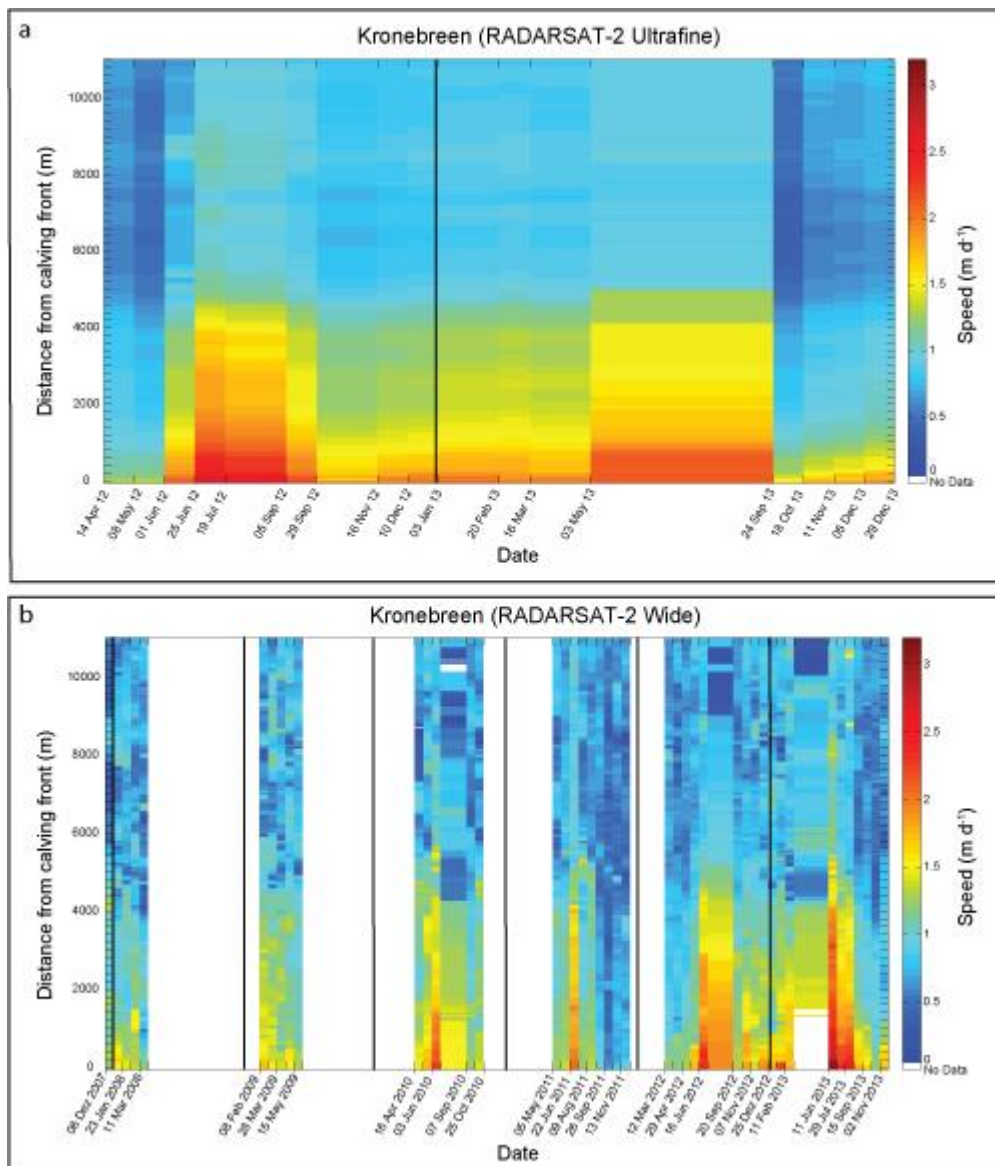 a
Kronebreen (RADARSAT-2 Ultrafine)
10000
8000
6000
4000
2000
0
Distance from calving front (m)
14 Apr 12
08 May 12
01 Jun 12
25 Jun 12
19 Jul 12
05 Sep 12
29 Sep 12
16 Nov 12
10 Dec 12
03 Jan 13
20 Feb 13
16 Mar 13
03 May 13
24 Sep 13
18 Oct 13
11 Nov 13
05 Dec 13
29 Dec 13
Date
3
2.5
2
1.5
1
0.5
0
No Data
Speed (m d-1)
b
Kronebreen (RADARSAT-2 Wide)
10000
8000
6000
4000
2000
0
Distance from calving front (m)
06 Dez 2007
23 Jan 2008
11 Mar 2008
08 Feb 2009
28 Mar 2009
15 May 2009
16 Apr 2010
03 Jun 2010
07 Sep 2010
25 Oct 2010
05 May 2011
22 Jun 2011
09 Aug 2011
26 Sep 2011
13 Nov 2011
12 Mar 2012
29 Apr 2012
16 Jun 2012
20 Sep 2012
07 Nov 2012
25 Dez 2012
11 Feb 2013
11 Jun 2013
29 Jul 2013
15 Sep 2013
02 Nov 2013
Date
3
2.5
2
1.5
1
0.5
0
No Data
Speed (m d-1)